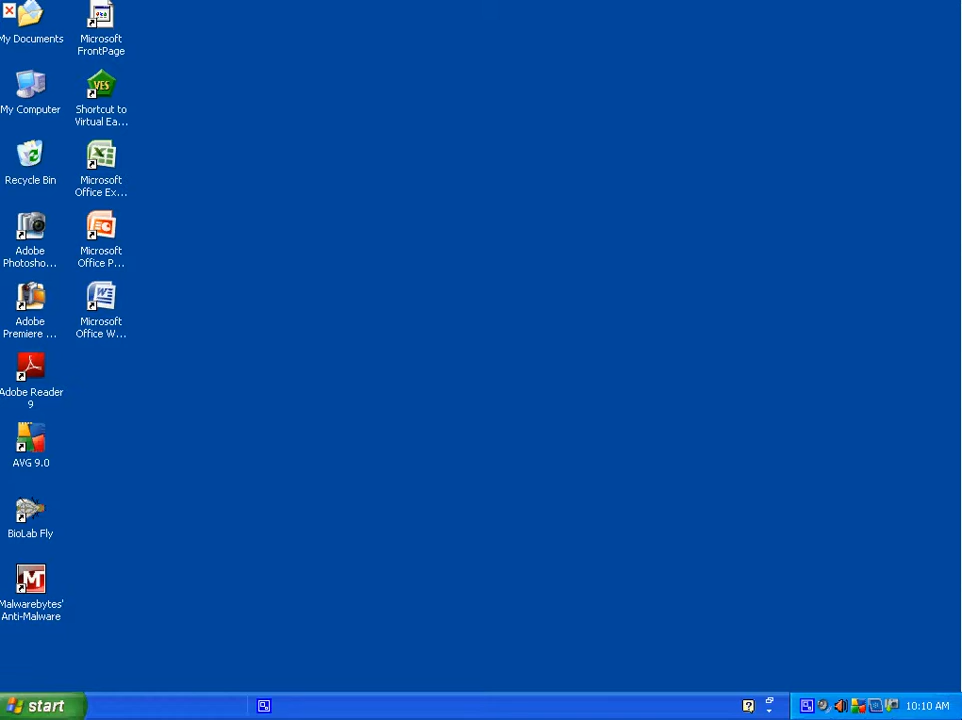 My Documents
Microsoft
FrontPage
My Computer
VES
Shortcut to
Virtual Ea...
Recycle Bin
Microsoft
Office Ex...
Adobe
Photosho...
Microsoft
Office P...
Adobe
Premiere ...
Microsoft
Office W...
Adobe Reader
9
AVG 9.0
BioLab Fly
Malwarebytes'
Anti-Malware
start
10:10 AM